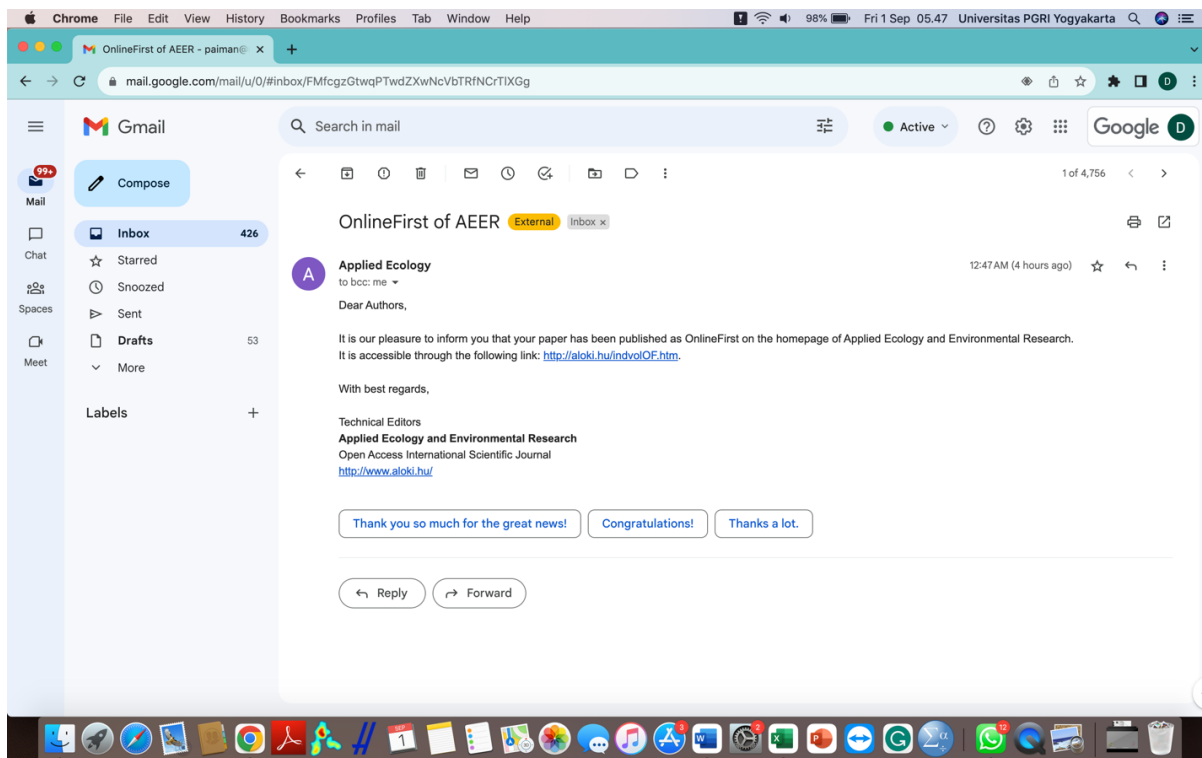 Chrome File Edit View History Bookmarks Profiles Tab Window Help 98% Fri 1 Sep 05.47 Universitas PGRI Yogyakarta
OnlineFirst of AEER - paiman@
mail.google.com/mail/u/0/#inbox/FMfcgzGtwqPTwdZXwNcVbTRfNCrTlXGg D
Gmail Search in mail Active Google D
99+
Mail
Compose
1 of 4,756
OnlineFirst of AEER External Inbox x
Inbox 426
Chat
Starred
Snoozed
Spaces
Sent
Drafts 53
Meet
More
Labels +
A
Applied Ecology 12:47 AM (4 hours ago)
to bcc: me
Dear Authors,
It is our pleasure to inform you that your paper has been published as OnlineFirst on the homepage of Applied Ecology and Environmental Research.
It is accessible through the following link: http://aloki.hu/indvolOF.htm.
With best regards,
Technical Editors
Applied Ecology and Environmental Research
Open Access International Scientific Journal
http://www.aloki.hu/
Thank you so much for the great news! Congratulations! Thanks a lot.
Reply Forward
SEP
1
3
2
12